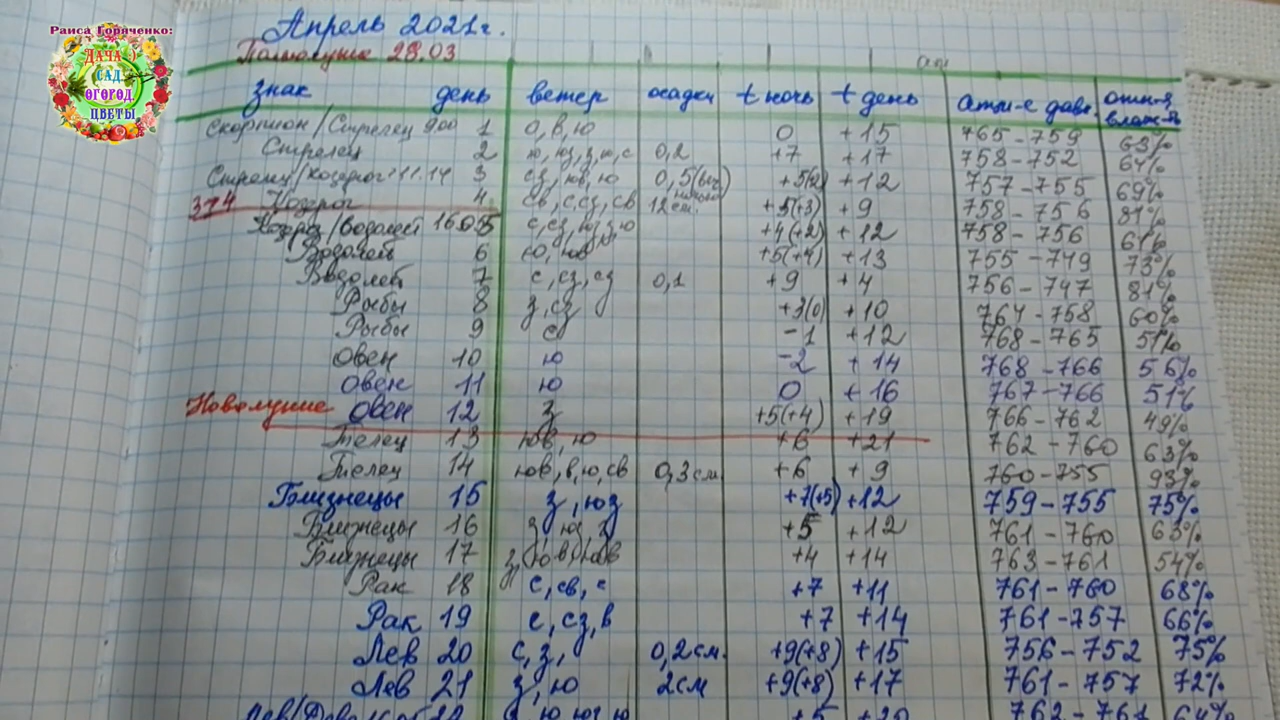 Раиса Горяченко:
Дача :)
сад,
огород,
цветы
Апрель 2021г.
Полнолуние 28.03
знак день ветер осадки t ночь t день атм-е давл. отн-я влаж-ть
Скорпион/Стрелец 900 1 в, ю 0 +15 765-759 63%
Стрелец 2 ю, юз, з, ю, с 0,2 +7 +17 758-752 64%
Стрелец/Козерог 11.14 3 сз, юв, ю 0,5 +5(2) +12 757-755 69%
Козерог 4 св, с, сз, св 12см. +5(+3) +9 758-756 81%
Козерог/Водолей 5 с, сз, ю +4(+2) +12 758-756 61%
Водолей 6 ю, юв +5(+4) +13 755-749 73%
Водолей 7 с, сз, сз 0,1 +9 +4 756-747 81%
Рыбы 8 з, сз +3(0) +10 764-758 60%
Рыбы 9 с -1 +12 768-765 51%
Овен 10 ю -2 +14 768-766 56%
Овен 11 ю 0 +16 767-766 51%
Новолуние Овен 12 з +5(+4) +19 766-762 49%
Телец 13 юв, ю +6 +21 762-760 63%
Телец 14 юв, в, ю, св 0,3см +6 +9 760-755 93%
Близнецы 15 з, юз +7(+5) +12 759-755 75%
Близнецы 16 +5 +12 761-760 63%
Близнецы 17 +4 +14 763-761 54%
Рак 18 с, св, с +7 +11 761-760 68%
Рак 19 с, сз, в +7 +14 761-757 66%
Лев 20 с, з, 0,2см. +9(+8) +15 756-752 75%
Лев 21 з, ю 2см +9(+8) +17 761-757 72%
+5 +20 762-761 64%